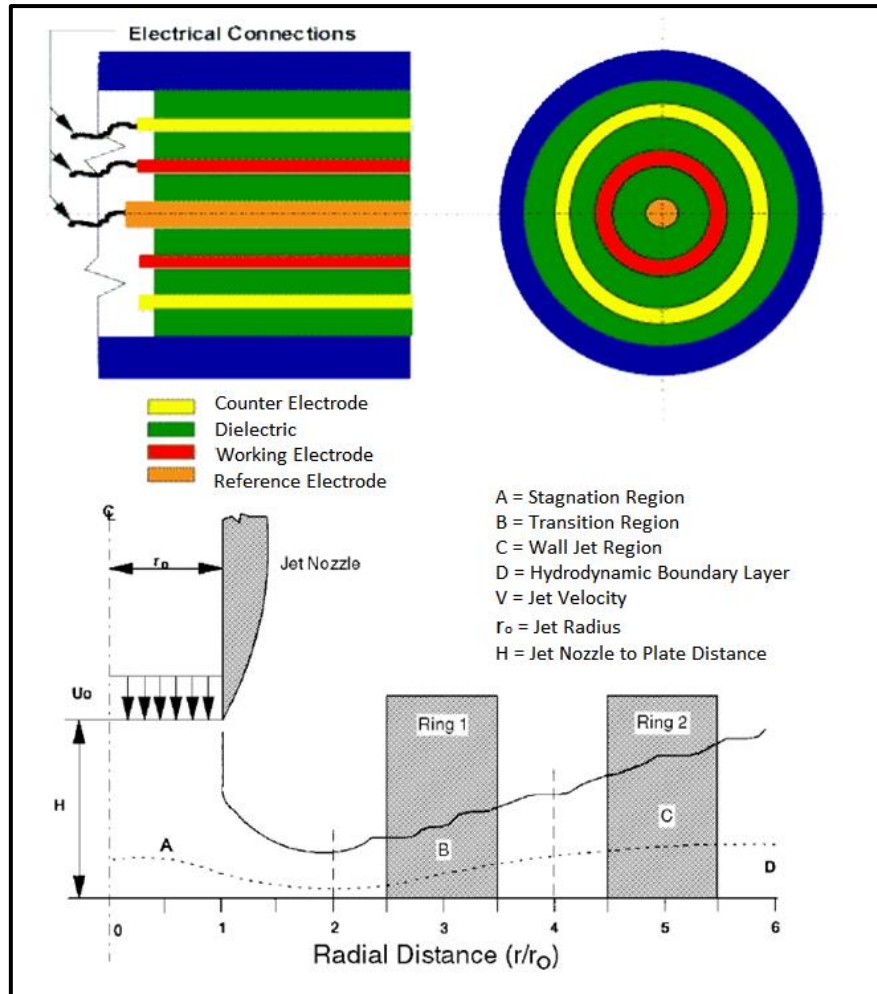 Electrical Connections
Counter Electrode
Dielectric
Working Electrode
Reference Electrode
A = Stagnation Region
B = Transition Region
C = Wall Jet Region
D = Hydrodynamic Boundary Layer
V = Jet Velocity
ro = Jet Radius
H = Jet Nozzle to Plate Distance
℄
ro
Jet Nozzle
Uo
Ring 1
Ring 2
H
A
B
C
D
0 1 2 3 4 5 6
Radial Distance (r/ro)